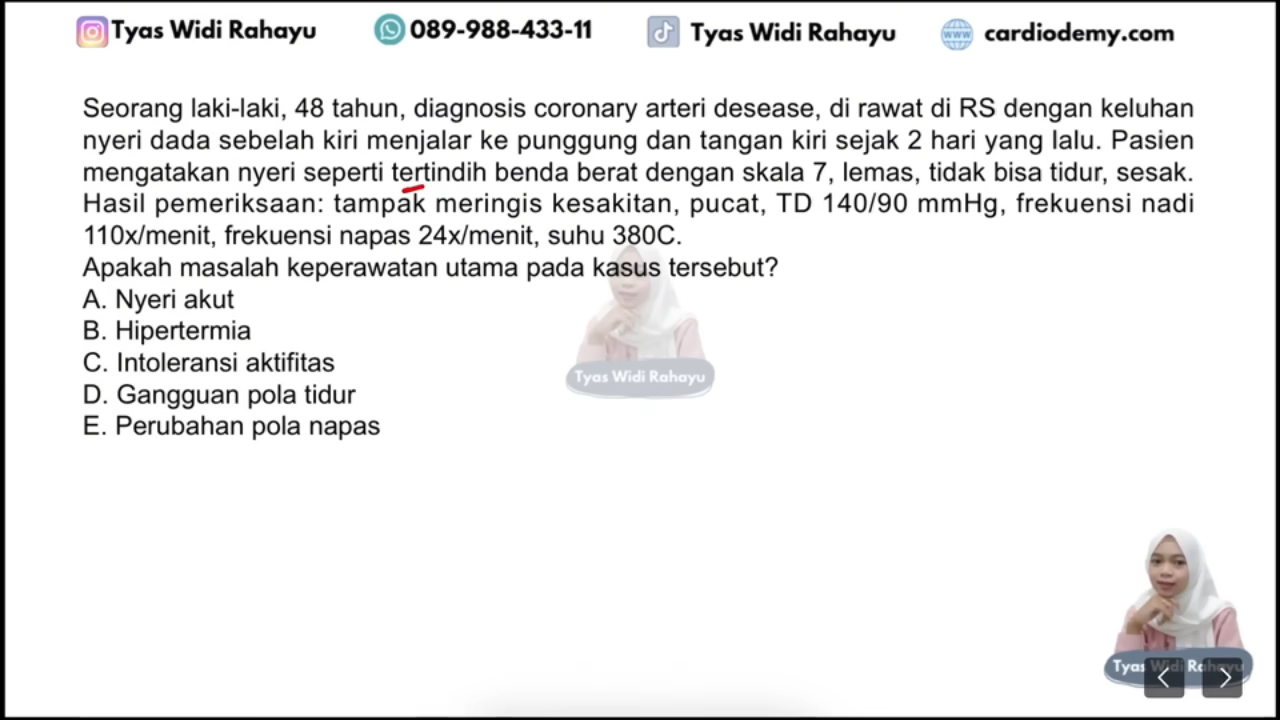 Tyas Widi Rahayu 089-988-433-11 Tyas Widi Rahayu www cardiodemy.com
Seorang laki-laki, 48 tahun, diagnosis coronary arteri desease, di rawat di RS dengan keluhan
nyeri dada sebelah kiri menjalar ke punggung dan tangan kiri sejak 2 hari yang lalu. Pasien
mengatakan nyeri seperti tertindih benda berat dengan skala 7, lemas, tidak bisa tidur, sesak.
Hasil pemeriksaan: tampak meringis kesakitan, pucat, TD 140/90 mmHg, frekuensi nadi
110x/menit, frekuensi napas 24x/menit, suhu 380C.
Apakah masalah keperawatan utama pada kasus tersebut?
A. Nyeri akut
B. Hipertermia
C. Intoleransi aktifitas
D. Gangguan pola tidur
E. Perubahan pola napas
Tyas Widi Rahayu
Tyas Widi Rahayu